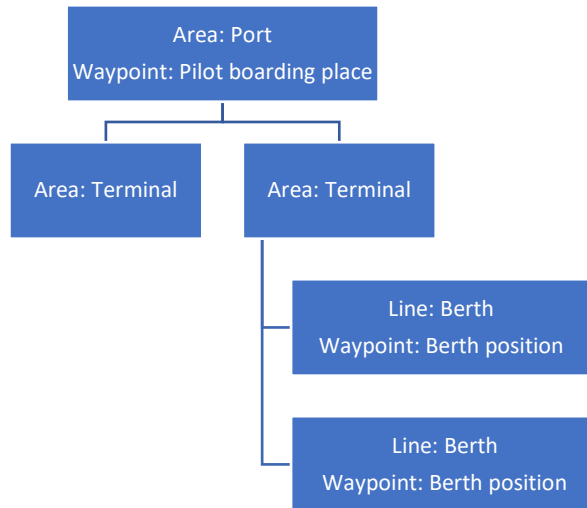 Area: Port
Waypoint: Pilot boarding place
Area: Terminal
Area: Terminal
Line: Berth
Waypoint: Berth position
Line: Berth
Waypoint: Berth position